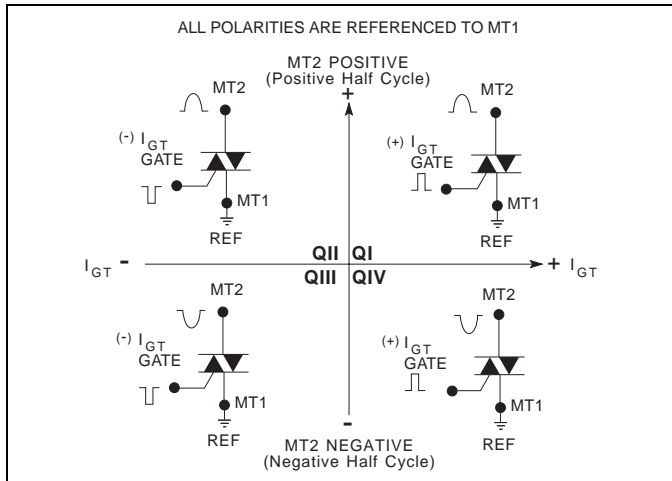 ALL POLARITIES ARE REFERENCED TO MT1
MT2 POSITIVE
(Positive Half Cycle)
+
MT2
(-) IGT
GATE
MT1
REF
MT2
(+) IGT
GATE
MT1
REF
IGT -
QII QI
QIII QIV
+ IGT
MT2
(-) IGT
GATE
MT1
REF
MT2
(+) IGT
GATE
MT1
REF
-
MT2 NEGATIVE
(Negative Half Cycle)